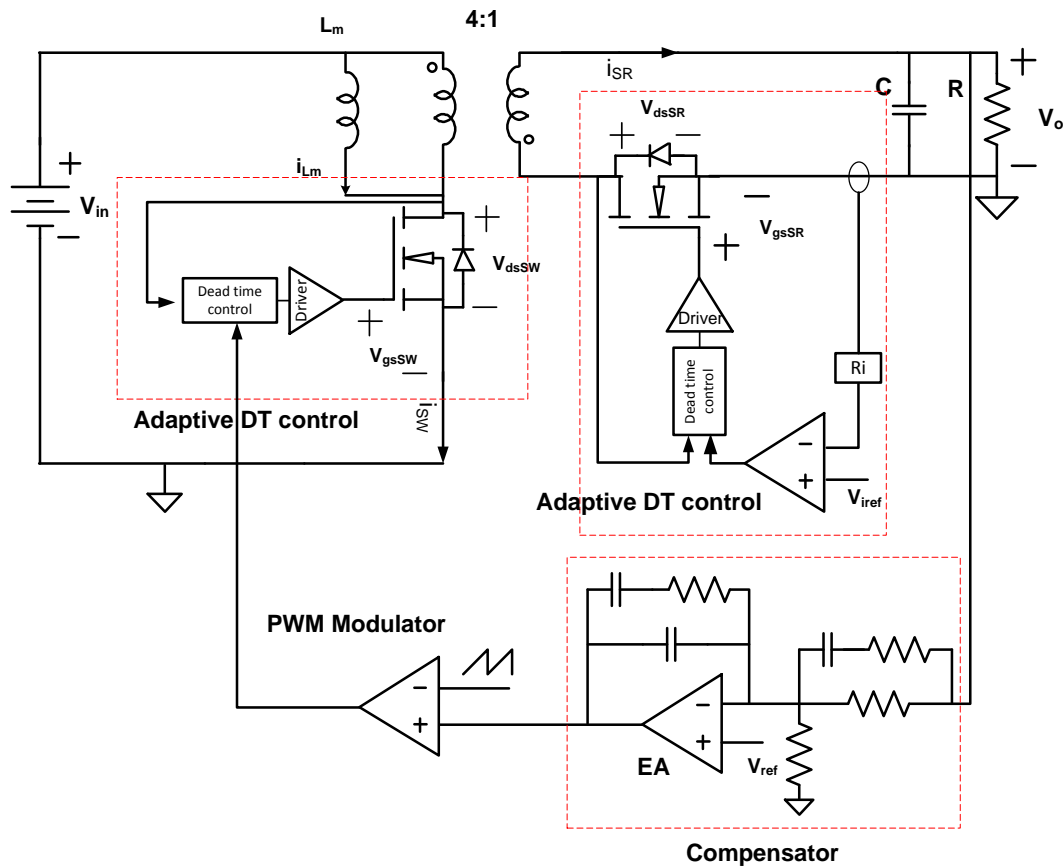 4:1
Lm
iSR
C
R
+
Vo
−
VdsSR
+
−
iLm
+
Vin
−
−
VgsSR
+
+
VdsSW
−
Dead time
control
Driver
+
VgsSW
−
Driver
Ri
Dead time
control
iSW
Adaptive DT control
−
+
Viref
Adaptive DT control
PWM Modulator
−
+
−
+
EA
Vref
Compensator